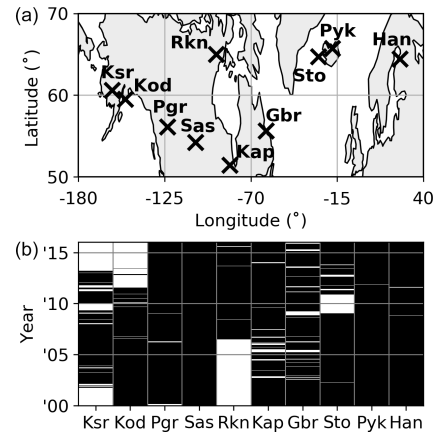 (a)
70
60
50
Latitude (˚)
Rkn
Pyk
Han
Sto
Ksr
Kod
Pgr
Sas
Gbr
Kap
-180
-125
-70
-15
40
Longitude (˚)
(b)
'15
'10
'05
'00
Year
Ksr Kod Pgr Sas Rkn Kap Gbr Sto Pyk Han